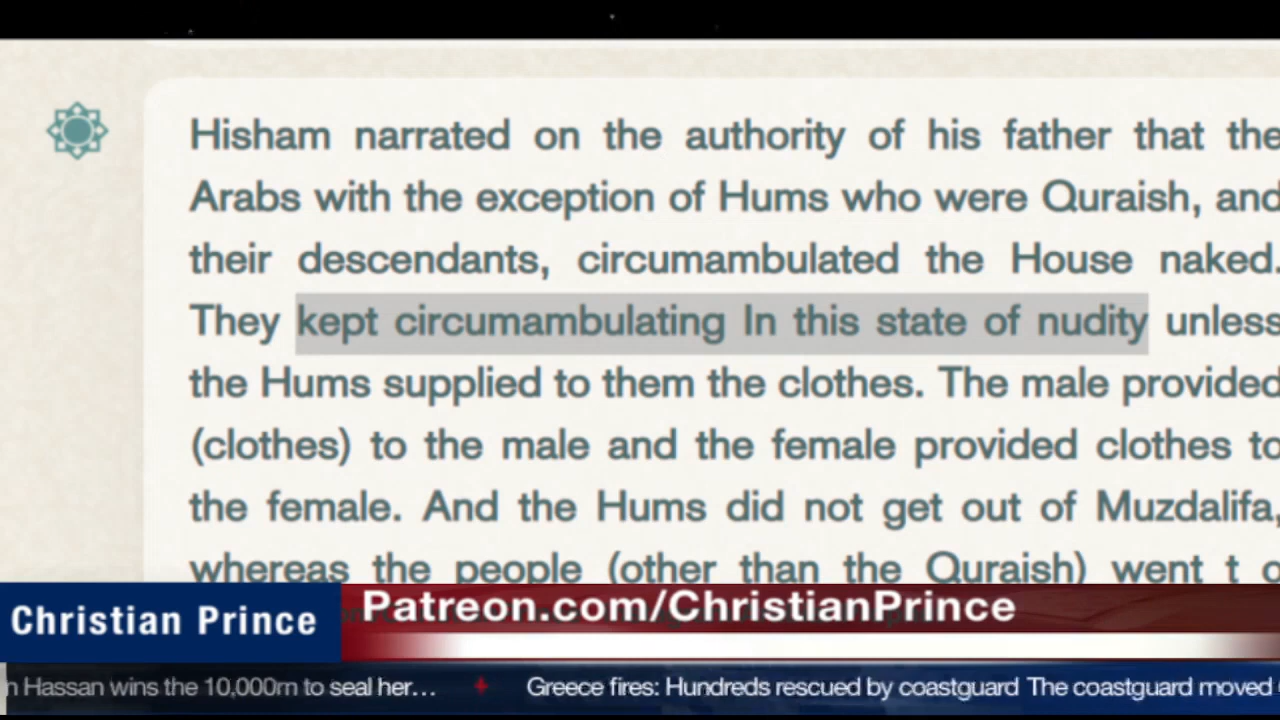 Hisham narrated on the authority of his father that the
Arabs with the exception of Hums who were Quraish, and
their descendants, circumambulated the House naked.
They kept circumambulating In this state of nudity unless
the Hums supplied to them the clothes. The male provided
(clothes) to the male and the female provided clothes to
the female. And the Hums did not get out of Muzdalifa,
whereas the people (other than the Quraish) went t o
Christian Prince
Patreon.com/ChristianPrince
n Hassan wins the 10,000m to seal her... Greece fires: Hundreds rescued by coastguard The coastguard moved